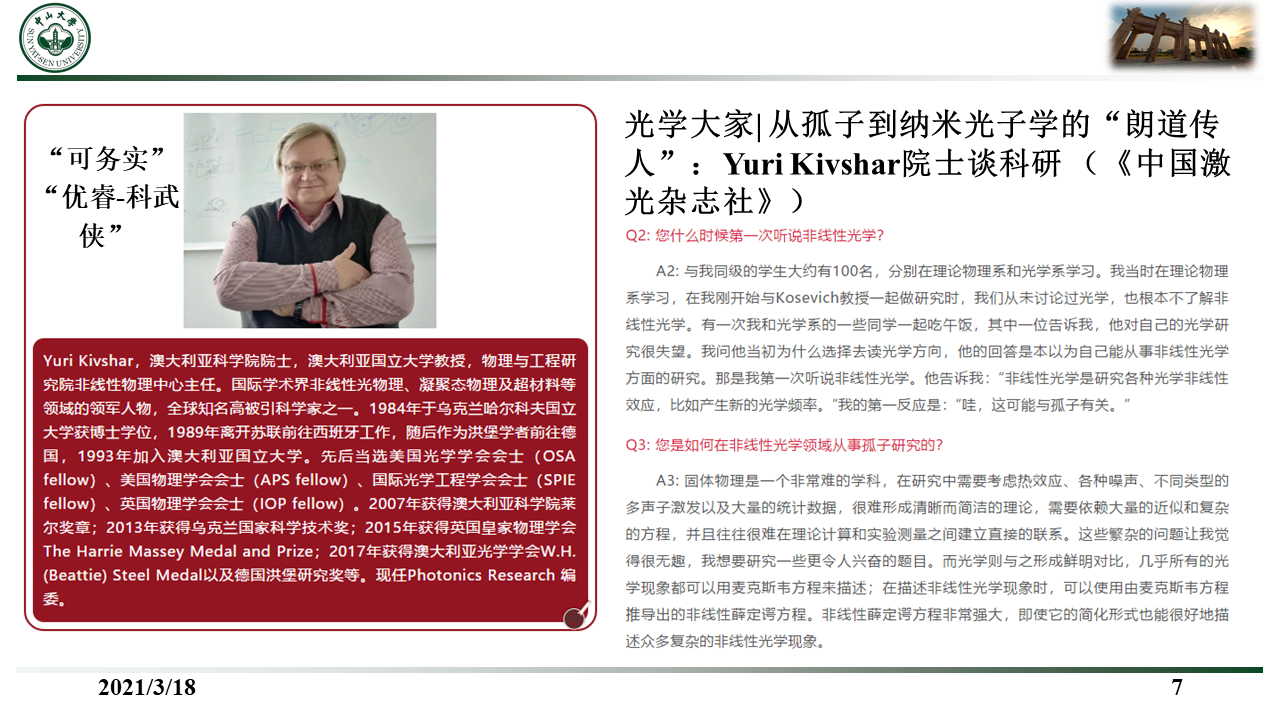 中山大学
SUN YAT-SEN UNIVERSITY
“可务实”
“优睿-科武
侠”
Yuri Kivshar，澳大利亚科学院院士，澳大利亚国立大学教授，物理与工程研
究院非线性物理中心主任。国际学术界非线性光物理、凝聚态物理及超材料等
领域的领军人物，全球知名高被引科学家之一。1984年于乌克兰哈尔科夫国立
大学获博士学位，1989年离开苏联前往西班牙工作，随后作为洪堡学者前往德
国，1993年加入澳大利亚国立大学。先后当选美国光学学会会士（OSA
fellow）、美国物理学会会士（APS fellow）、国际光学工程学会会士（SPIE
fellow）、英国物理学会会士（IOP fellow）。2007年获得澳大利亚科学院莱
尔奖章；2013年获得乌克兰国家科学技术奖；2015年获得英国皇家物理学会
The Harrie Massey Medal and Prize；2017年获得澳大利亚光学学会W.H.
(Beattie) Steel Medal以及德国洪堡研究奖等。现任Photonics Research 编
委。
光学大家| 从孤子到纳米光子学的“朗道传
人”：Yuri Kivshar院士谈科研（《中国激
光杂志社》）
Q2: 您什么时候第一次听说非线性光学？
A2: 与我同级的学生大约有100名，分别在理论物理系和光学系学习。我当时在理论物理
系学习，在我刚开始与Kosevich教授一起做研究时，我们从未讨论过光学，也根本不了解非
线性光学。有一次我和光学系的一些同学一起吃午饭，其中一位告诉我，他对自己的光学研
究很失望。我问他当初为什么选择去读光学方向，他的回答是本以为自己能从事非线性光学
方面的研究。那是我第一次听说非线性光学。他告诉我：“非线性光学是研究各种光学非线性
效应，比如产生新的光学频率。“我的第一反应是：“哇，这可能与孤子有关。”
Q3: 您是如何在非线性光学领域从事孤子研究的？
A3: 固体物理是一个非常难的学科，在研究中需要考虑热效应、各种噪声、不同类型的
多声子激发以及大量的统计数据，很难形成清晰而简洁的理论，需要依赖大量的近似和复杂
的方程，并且往往很难在理论计算和实验测量之间建立直接的联系。这些繁杂的问题让我觉
得很无趣，我想要研究一些更令人兴奋的题目。而光学则与之形成鲜明对比，几乎所有的光
学现象都可以用麦克斯韦方程来描述；在描述非线性光学现象时，可以使用由麦克斯韦方程
推导出的非线性薛定谔方程。非线性薛定谔方程非常强大，即使它的简化形式也能很好地描
述众多复杂的非线性光学现象。
2021/3/18
7